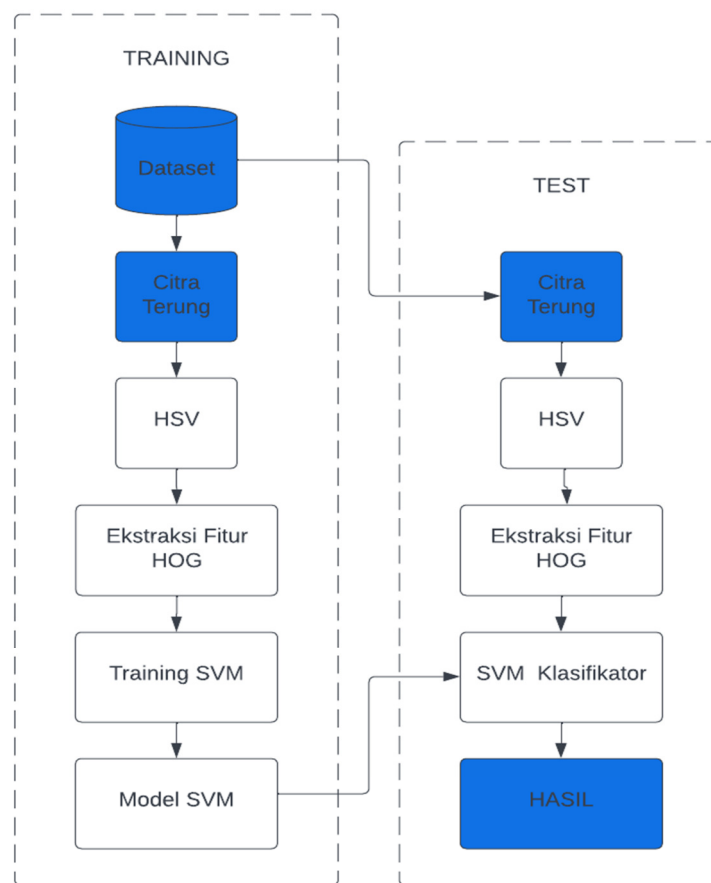 TRAINING
Dataset
Citra
Terung
HSV
Ekstraksi Fitur
HOG
Training SVM
Model SVM
TEST
Citra
Terung
HSV
Ekstraksi Fitur
HOG
SVM Klasifikator
HASIL